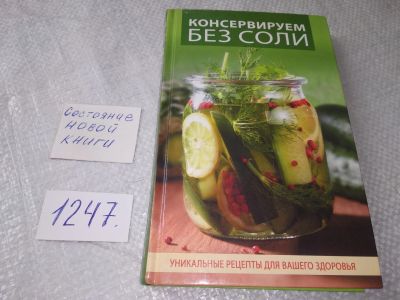 КОНСЕРВИРУЕМ
БЕЗ СОЛИ
Состояние
НОВОЙ
КНИГИ
1247.
УНИКАЛЬНЫЕ РЕЦЕПТЫ ДЛЯ ВАШЕГО ЗДОРОВЬЯ